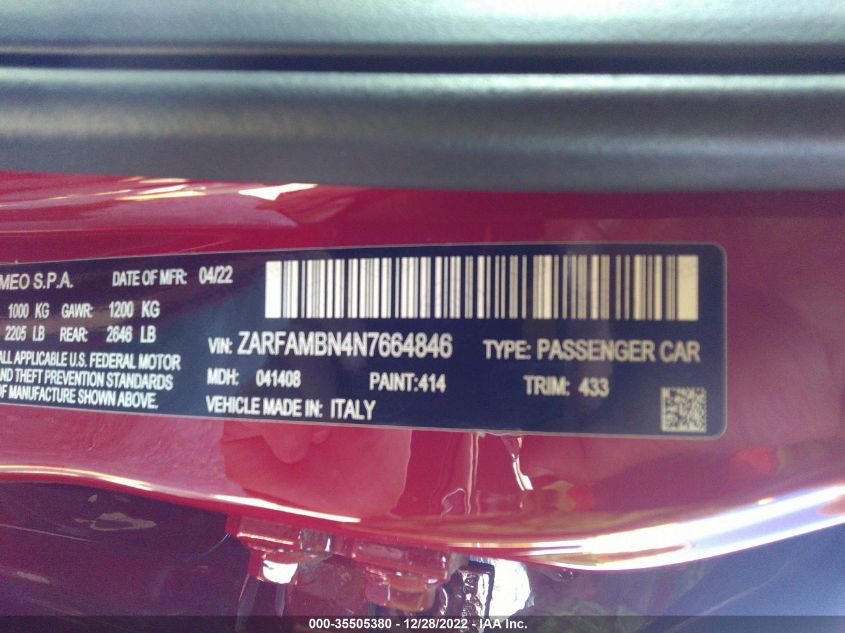 MEO S.P.A. DATE OF MFR: 04/22
1000 KG GAWR: 1200 KG
2205 LB REAR: 2646 LB
ALL APPLICABLE U.S. FEDERAL MOTOR
AND THEFT PREVENTION STANDARDS
OF MANUFACTURE SHOWN ABOVE.
VIN: ZARFAMBN4N7664846 TYPE: PASSENGER CAR
MDH: 041408 PAINT:414 TRIM: 433
VEHICLE MADE IN: ITALY
000-35505380 - 12/28/2022 - IAA Inc.